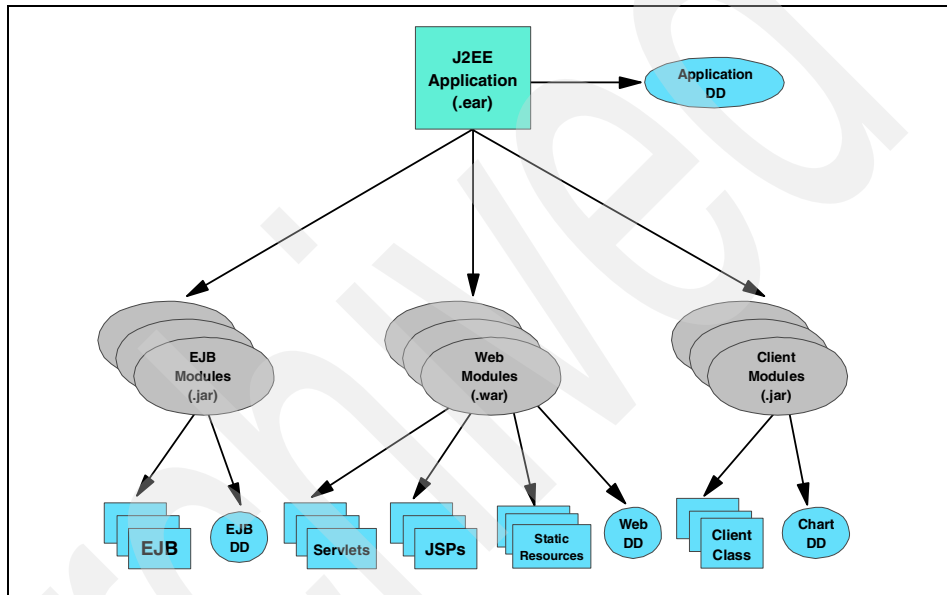 J2EE
Application
(.ear)
Application
DD
EJB
Modules
(.jar)
Web
Modules
(.war)
Client
Modules
(.jar)
EJB
EJB
DD
Servlets
JSPs
Static
Resources
Web
DD
Client
Class
Chart
DD